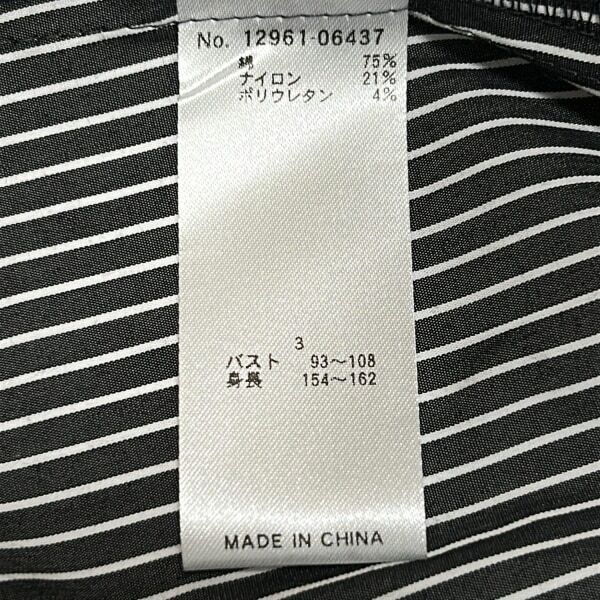 No. 12961-06437
綿 75%
ナイロン 21%
ポリウレタン 4%
3
バスト 93〜108
身長 154〜162
MADE IN CHINA